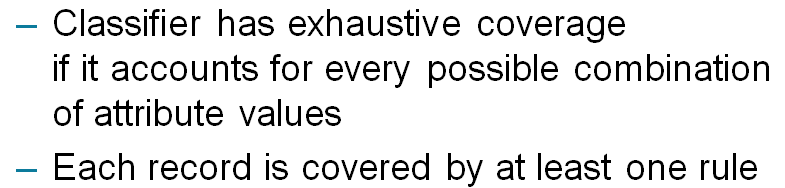 – Classifier has exhaustive coverage
if it accounts for every possible combination
of attribute values
– Each record is covered by at least one rule